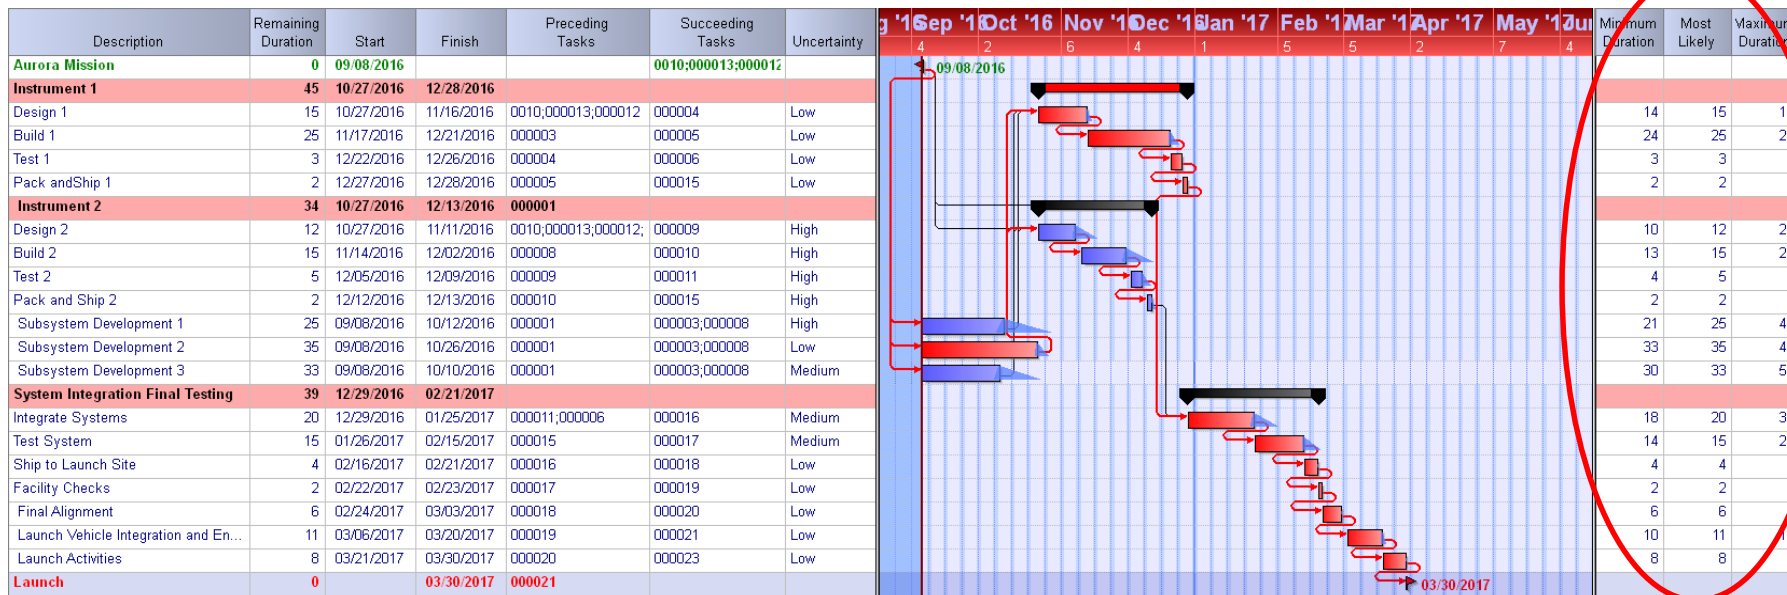 Description Remaining Duration Start Finish Preceding Tasks Succeeding Tasks Uncertainty Sep '16 Oct '16 Nov '16 Dec '16 Jan '17 Feb '17 Mar '17 Apr '17 May '17 Minimum Duration Most Likely Maximum Duration
4 2 6 4 1 5 5 2 7 4
Aurora Mission 0 09/08/2016 0010;000013;000012 09/08/2016
Instrument 1 45 10/27/2016 12/28/2016
Design 1 15 10/27/2016 11/16/2016 0010;000013;000012 000004 Low 14 15
Build 1 25 11/17/2016 12/21/2016 000003 000005 Low 24 25
Test 1 3 12/22/2016 12/26/2016 000004 000006 Low 3 3
Pack andShip 1 2 12/27/2016 12/28/2016 000005 000015 Low 2 2
Instrument 2 34 10/27/2016 12/13/2016 000001
Design 2 12 10/27/2016 11/11/2016 0010;000013;000012; 000009 High 10 12
Build 2 15 11/14/2016 12/02/2016 000008 000010 High 13 15
Test 2 5 12/05/2016 12/09/2016 000009 000011 High 4 5
Pack and Ship 2 2 12/12/2016 12/13/2016 000010 000015 High 2 2
Subsystem Development 1 25 09/08/2016 10/12/2016 000001 000003;000008 High 21 25
Subsystem Development 2 35 09/08/2016 10/26/2016 000001 000003;000008 Low 33 35
Subsystem Development 3 33 09/08/2016 10/10/2016 000001 000003;000008 Medium 30 33
System Integration Final Testing 39 12/29/2016 02/21/2017
Integrate Systems 20 12/29/2016 01/25/2017 000011;000006 000016 Medium 18 20
Test System 15 01/26/2017 02/15/2017 000015 000017 Medium 14 15
Ship to Launch Site 4 02/16/2017 02/21/2017 000016 000018 Low 4 4
Facility Checks 2 02/22/2017 02/23/2017 000017 000019 Low 2 2
Final Alignment 6 02/24/2017 03/03/2017 000018 000020 Low 6 6
Launch Vehicle Integration and En... 11 03/06/2017 03/20/2017 000019 000021 Low 10 11
Launch Activities 8 03/21/2017 03/30/2017 000020 000023 Low 8 8
Launch 0 03/30/2017 000021 03/30/2017